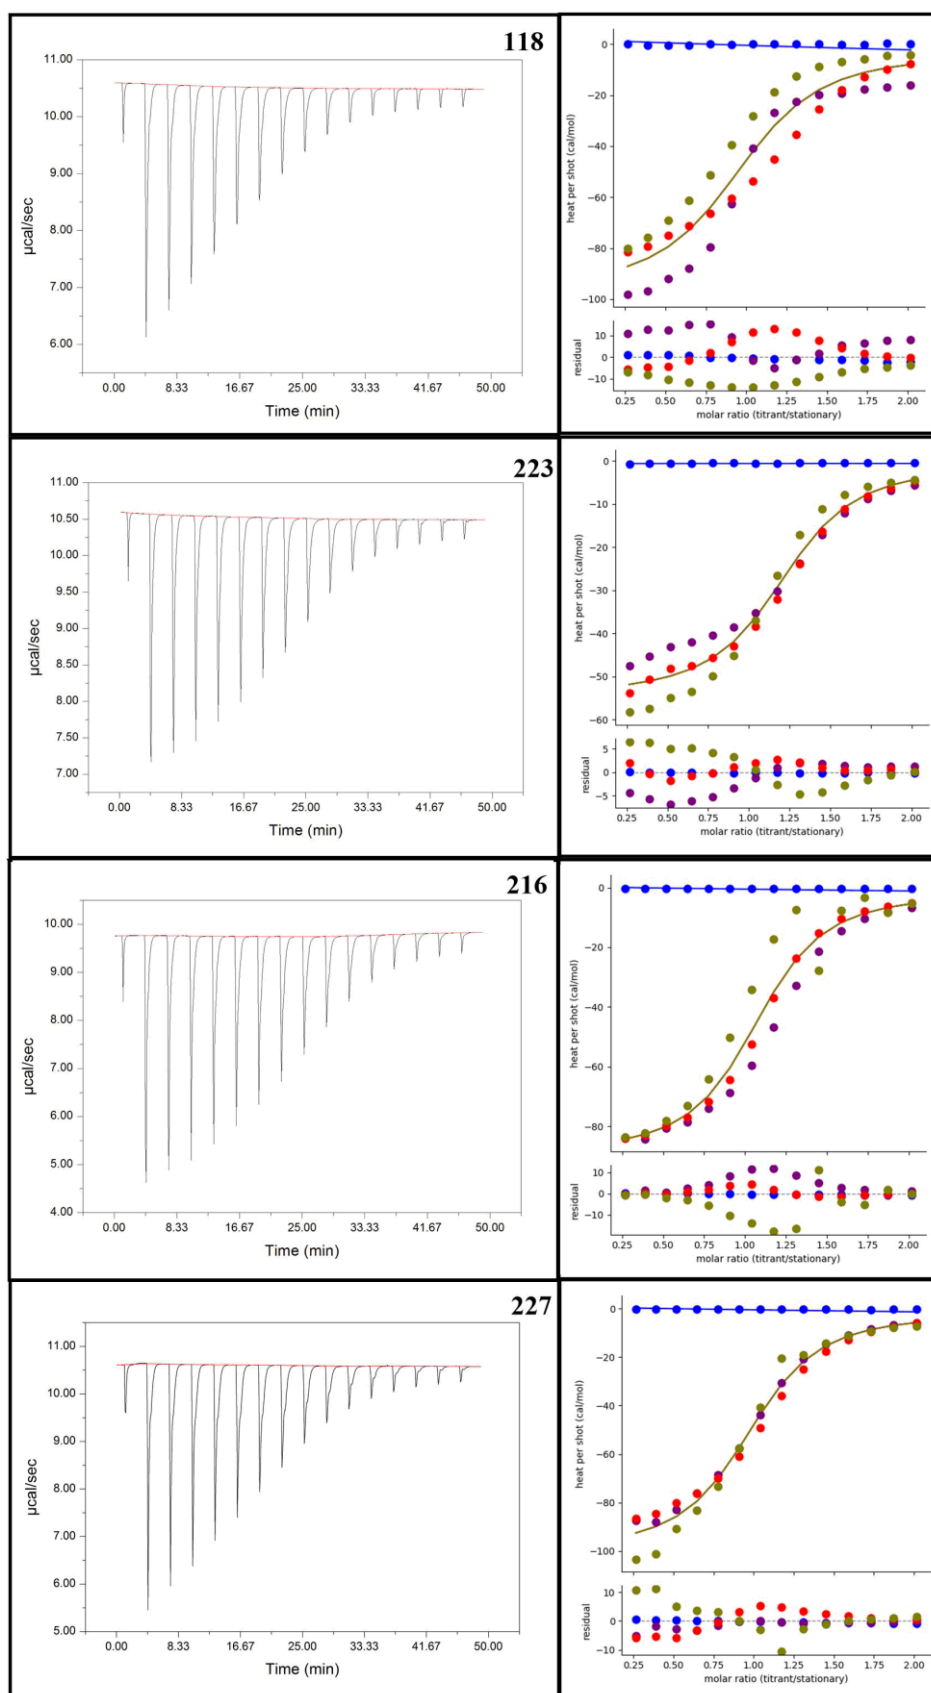 118
11.00
10.00
9.00
8.00
7.00
6.00
µcal/sec
0.00 8.33 16.67 25.00 33.33 41.67 50.00
Time (min)
0
−20
−40
−60
−80
−100
heat per shot (cal/mol)
10
0
−10
residual
0.25 0.50 0.75 1.00 1.25 1.50 1.75 2.00
molar ratio (titrant/stationary)
223
11.00
10.50
10.00
9.50
9.00
8.50
8.00
7.50
7.00
µcal/sec
0.00 8.33 16.67 25.00 33.33 41.67 50.00
Time (min)
0
−10
−20
−30
−40
−50
−60
heat per shot (cal/mol)
5
0
−5
residual
0.25 0.50 0.75 1.00 1.25 1.50 1.75 2.00
molar ratio (titrant/stationary)
216
10.00
9.00
8.00
7.00
6.00
5.00
4.00
µcal/sec
0.00 8.33 16.67 25.00 33.33 41.67 50.00
Time (min)
0
−20
−40
−60
−80
heat per shot (cal/mol)
10
0
−10
residual
0.25 0.50 0.75 1.00 1.25 1.50 1.75 2.00
molar ratio (titrant/stationary)
227
11.00
10.00
9.00
8.00
7.00
6.00
5.00
µcal/sec
0.00 8.33 16.67 25.00 33.33 41.67 50.00
Time (min)
0
−20
−40
−60
−80
−100
heat per shot (cal/mol)
10
0
−10
residual
0.25 0.50 0.75 1.00 1.25 1.50 1.75 2.00
molar ratio (titrant/stationary)